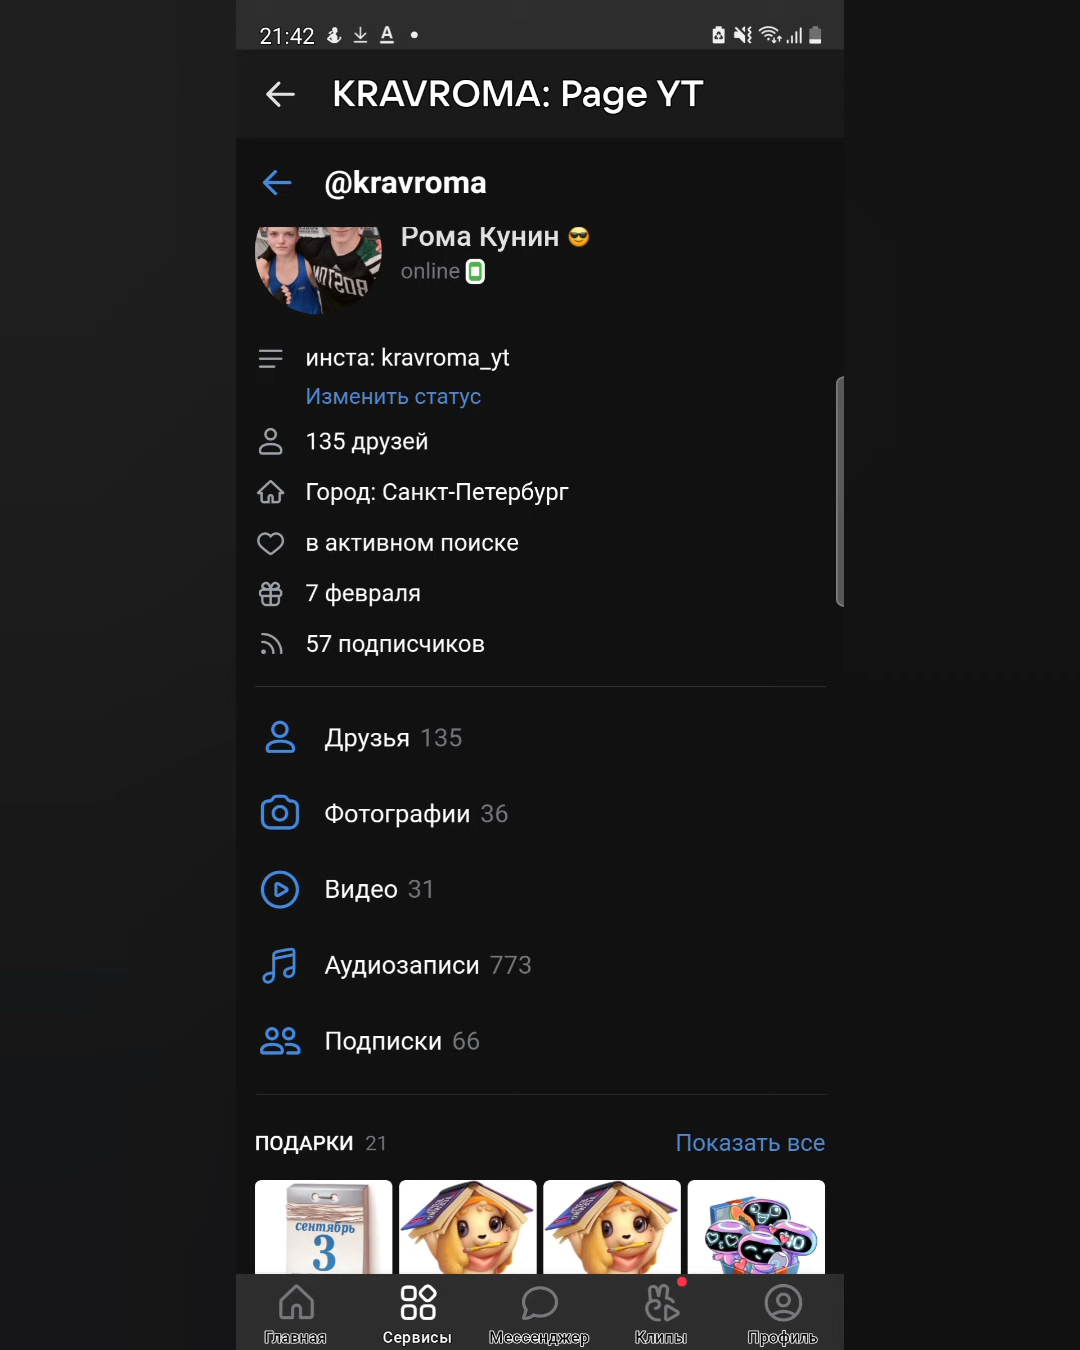 21:42
KRAVROMA: Page YT
@kravroma
Рома Кунин 😎
online
BOSTON
инста: kravroma_yt
Изменить статус
135 друзей
Город: Санкт-Петербург
в активном поиске
7 февраля
57 подписчиков
Друзья 135
Фотографии 36
Видео 31
Аудиозаписи 773
Подписки 66
ПОДАРКИ 21
Показать все
сентябрь
3
Главная
Сервисы
Мессенджер
Клипы
Профиль